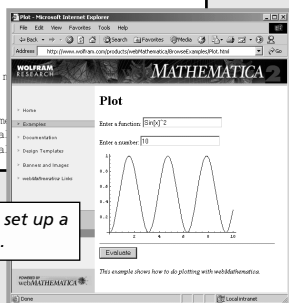 Plot - Microsoft Internet Explorer
File Edit View Favorites Tools Help
Back Search Favorites Media
Address http://www.wolfram.com/products/webMathematica/BrowseExamples/Plot.html Go
WOLFRAM
RESEARCH
MATHEMATICA 2
Home
Examples
Documentation
Design Templates
Banners and Images
webMathematica Links
Plot
Enter a function: Sin[x]^2
Enter a number: 10
1
0.8
0.6
0.4
0.2
2 4 6 8 10
set up a
Evaluate
POWERED BY
webMATHEMATICA
This example shows how to do plotting with webMathematica.
Done
Local intranet